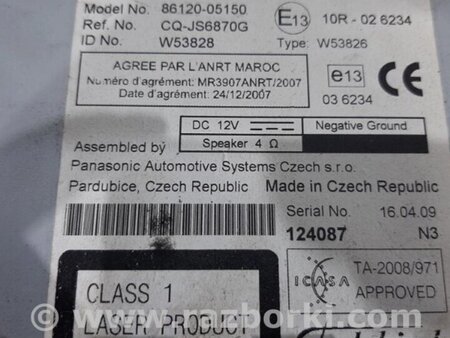 Model No. 86120-05150
Ref. No. CQ-JS6870G
ID No. W53828
E13
10R - 02 6234
Type: W53826
AGREE PAR L'ANRT MAROC
Numéro d'agrément: MR3907ANRT/2007
Date d'agrément: 24/12/2007
e13
CE
03 6234
DC 12V
Negative Ground
Speaker 4 Ω
Assembled by
Panasonic Automotive Systems Czech s.r.o.
Pardubice, Czech Republic Made in Czech Republic
Serial No. 16.04.09
124087 N3
CLASS 1
LASER PRODUCT
ICASA
TA-2008/971
APPROVED
www.razborki.com